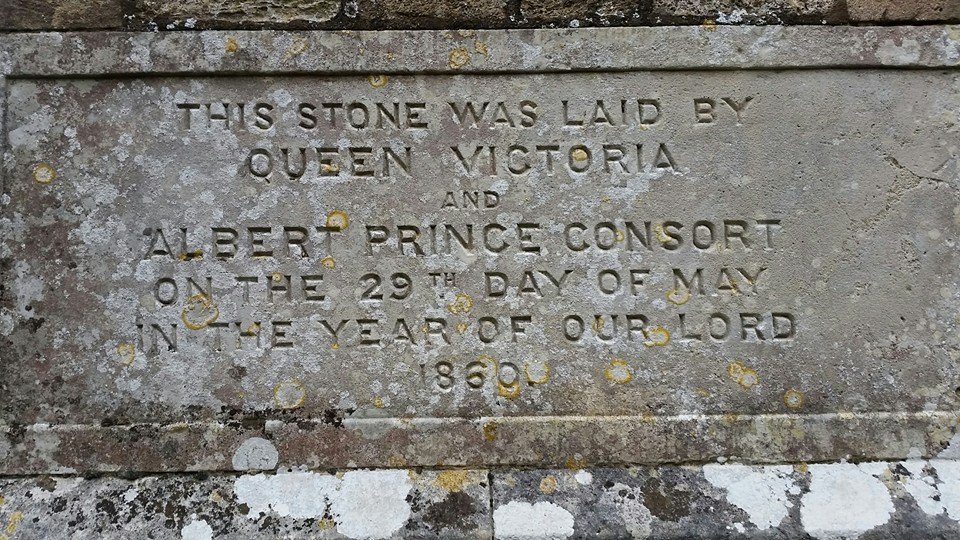 THIS STONE WAS LAID BY
QUEEN VICTORIA
AND
ALBERT PRINCE CONSORT
ON THE 29TH DAY OF MAY
IN THE YEAR OF OUR LORD
1860.